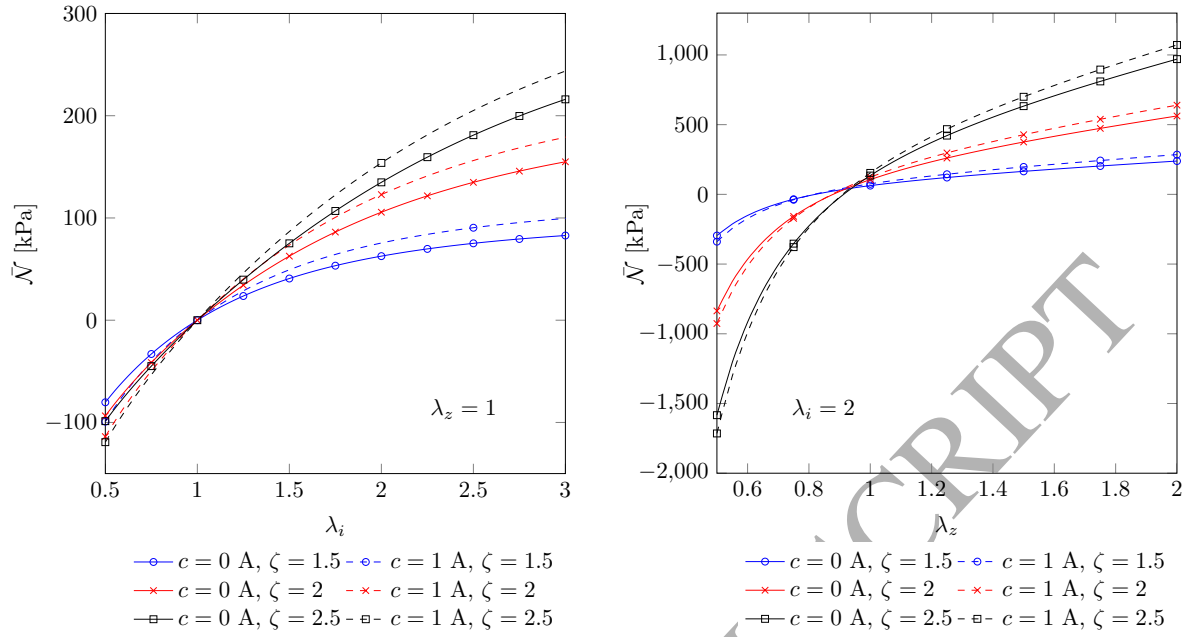 300
200
100
0
−100
N̄ [kPa]
0.5 1 1.5 2 2.5 3
λi
λz = 1
c = 0 A, ζ = 1.5 c = 1 A, ζ = 1.5
c = 0 A, ζ = 2 c = 1 A, ζ = 2
c = 0 A, ζ = 2.5 c = 1 A, ζ = 2.5
1,000
500
0
−500
−1,000
−1,500
−2,000
N̄ [kPa]
0.6 0.8 1 1.2 1.4 1.6 1.8 2
λz
λi = 2
c = 0 A, ζ = 1.5 c = 1 A, ζ = 1.5
c = 0 A, ζ = 2 c = 1 A, ζ = 2
c = 0 A, ζ = 2.5 c = 1 A, ζ = 2.5
CRIPT